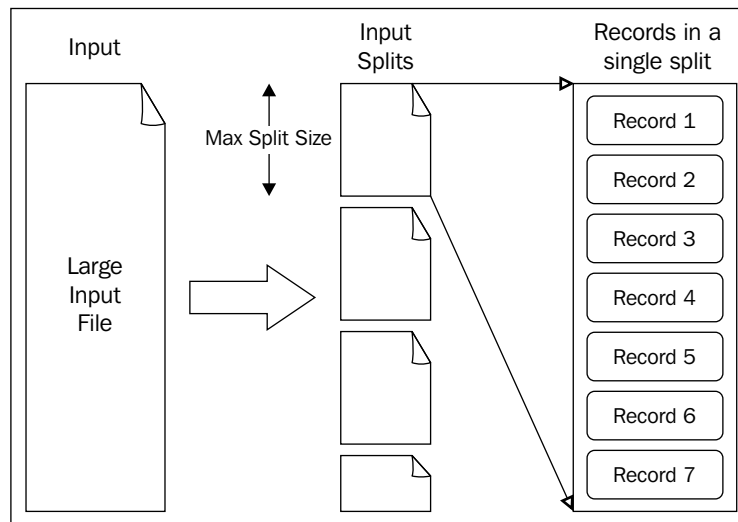 Input
Input
Splits
Records in a
single split
Max Split Size
Large
Input
File
Record 1
Record 2
Record 3
Record 4
Record 5
Record 6
Record 7